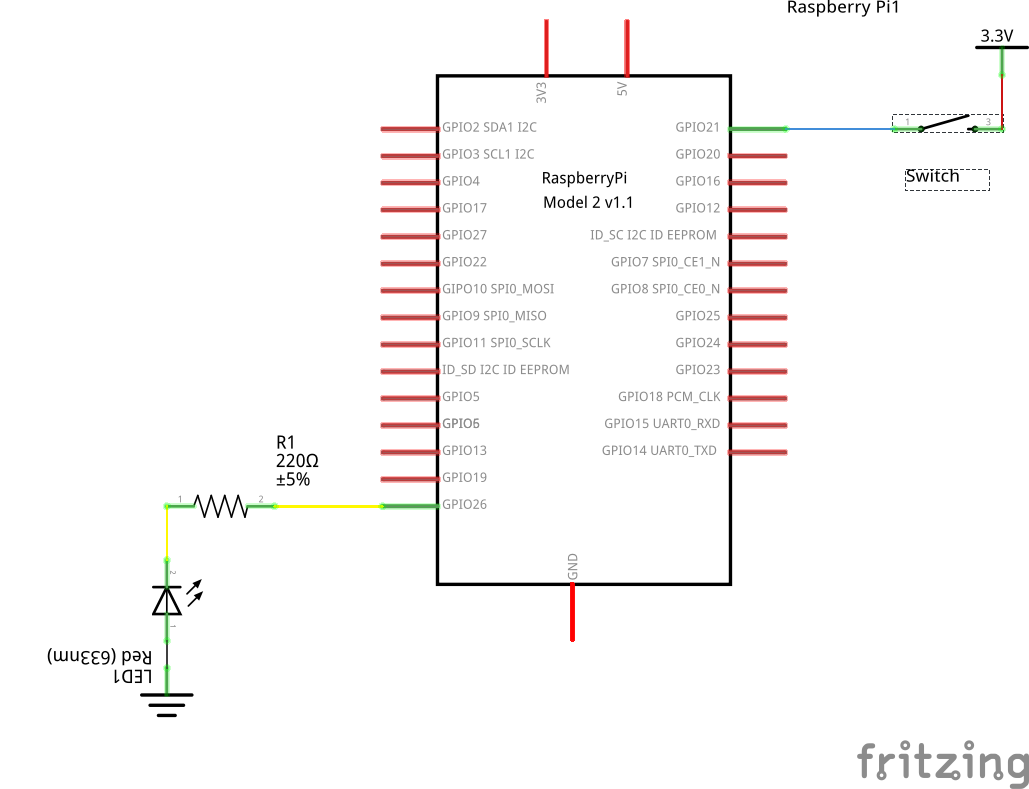 Raspberry Pi1
3.3V
3V3
5V
GPIO2 SDA1 I2C
GPIO21
1
3
GPIO3 SCL1 I2C
GPIO20
GPIO4
RaspberryPi
GPIO16
Switch
Model 2 v1.1
GPIO17
GPIO12
GPIO27
ID_SC I2C ID EEPROM
GPIO22
GPIO7 SPI0_CE1_N
GIPO10 SPI0_MOSI
GPIO8 SPI0_CE0_N
GPIO9 SPI0_MISO
GPIO25
GPIO11 SPI0_SCLK
GPIO24
ID_SD I2C ID EEPROM
GPIO23
GPIO5
GPIO18 PCM_CLK
GPIO6
GPIO15 UART0_RXD
GPIO13
GPIO14 UART0_TXD
R1
220Ω
±5%
GPIO19
1
2
GPIO26
GND
2
1
LED1
Red (633nm)
fritzing